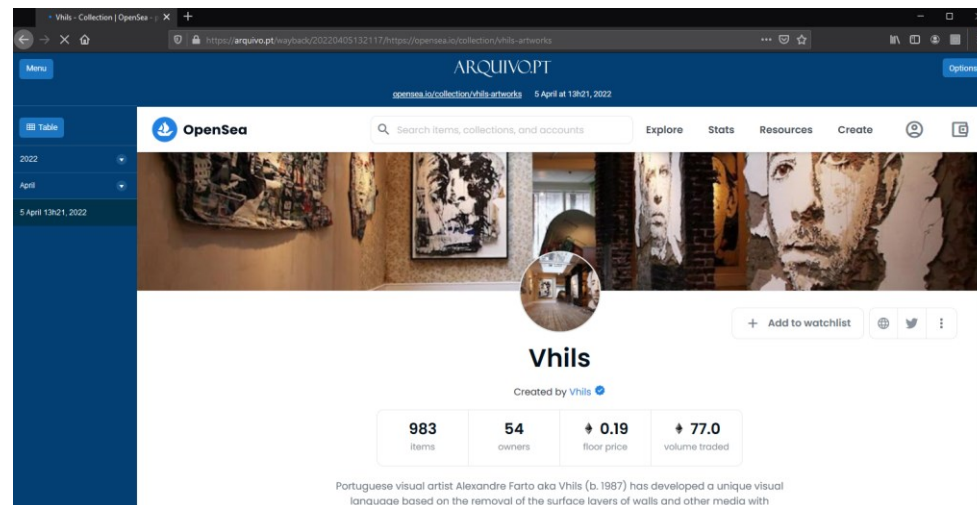 Vhils - Collection | OpenSea -
https://arquivo.pt/wayback/20220405132117/https://opensea.io/collection/vhils-artworks
Menu
ARQUIVO.PT
Options
opensea.io/collection/vhils-artworks 5 April at 13h21, 2022
Table
OpenSea
Search items, collections, and accounts
Explore Stats Resources Create
2022
April
5 April 13h21, 2022
Add to watchlist
Vhils
Created by Vhils
983 54 0.19 77.0
items owners floor price volume traded
Portuguese visual artist Alexandre Farto aka Vhils (b. 1987) has developed a unique visual
language based on the removal of the surface layers of walls and other media with